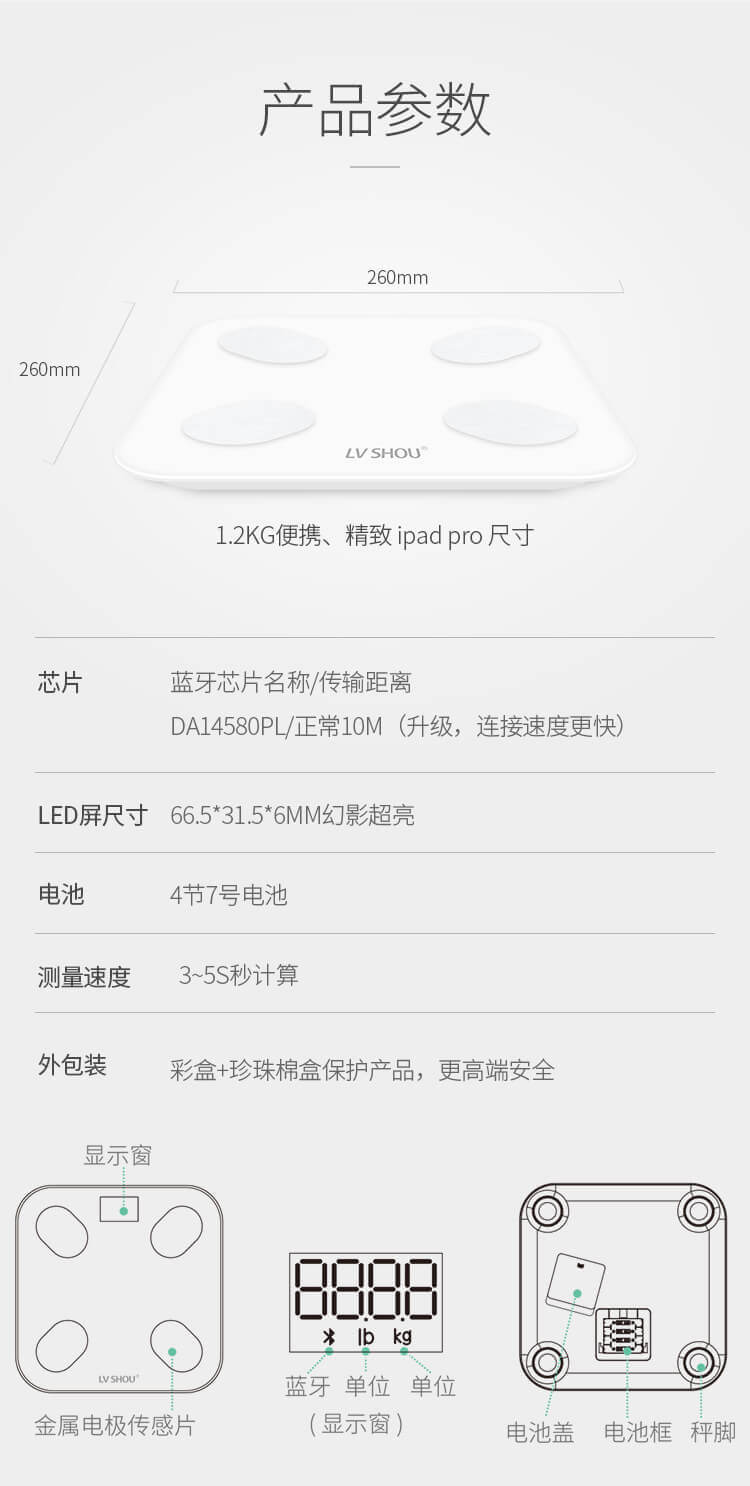 产品参数
260mm
260mm
LV SHOU®
1.2KG便携、精致 ipad pro 尺寸
芯片
蓝牙芯片名称/传输距离
DA14580PL/正常10M（升级，连接速度更快）
LED屏尺寸 66.5*31.5*6MM幻影超亮
电池 4节7号电池
测量速度 3~5S秒计算
外包装 彩盒+珍珠棉盒保护产品，更高端安全
显示窗
LV SHOU®
金属电极传感片
8.8.8.8
lb kg
蓝牙 单位 单位
(显示窗)
电池盖 电池框 秤脚